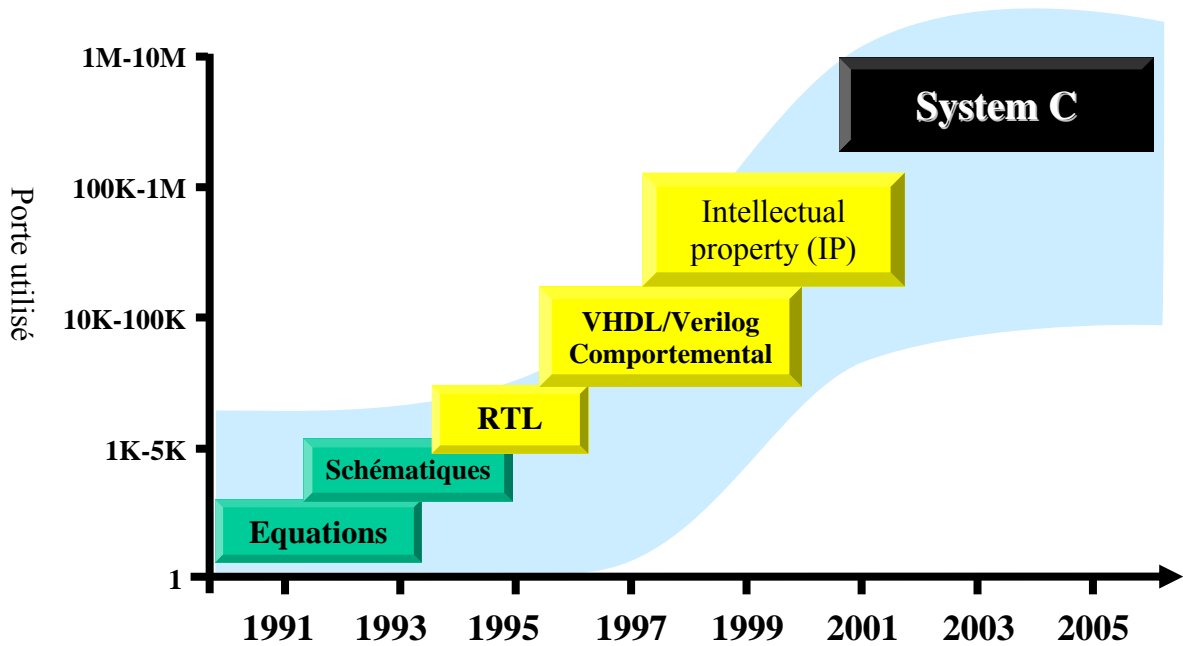 1M-10M
System C
100K-1M
Porte utilisé
Intellectual
property (IP)
10K-100K
VHDL/Verilog
Comportemental
RTL
1K-5K
Schématiques
Equations
1
1991 1993 1995 1997 1999 2001 2003 2005